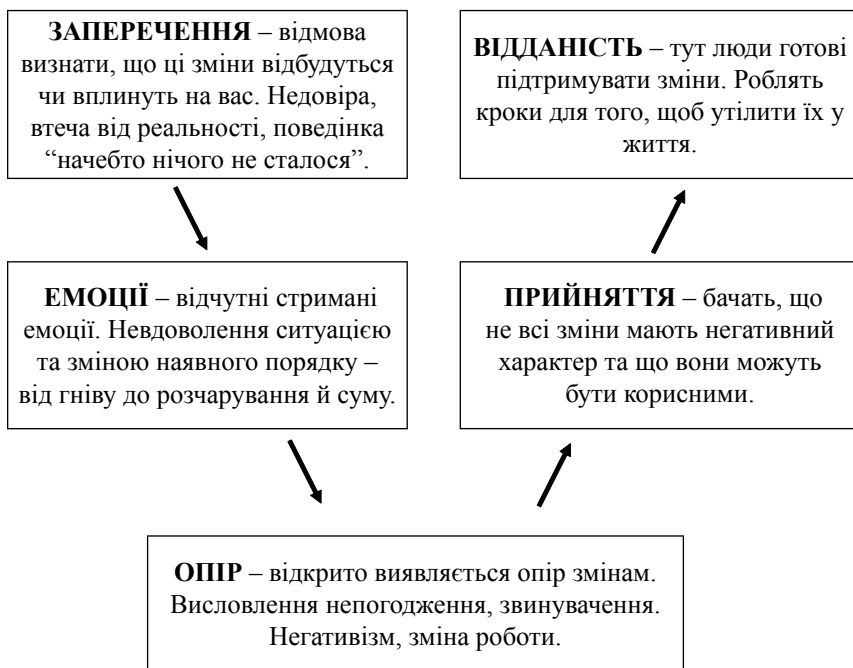 ЗАПЕРЕЧЕННЯ – відмова
визнати, що ці зміни відбудуться
чи вплинуть на вас. Недовіра,
втеча від реальності, поведінка
“начебто нічого не сталося”.
ЕМОЦІЇ – відчутні стримані
емоції. Невдоволення ситуацією
та зміною наявного порядку –
від гніву до розчарування й суму.
ОПІР – відкрито виявляється опір змінам.
Висловлення непогодження, звинувачення.
Негативізм, зміна роботи.
ПРИЙНЯТТЯ – бачать, що
не всі зміни мають негативний
характер та що вони можуть
бути корисними.
ВІДДАНІСТЬ – тут люди готові
підтримувати зміни. Роблять
кроки для того, щоб утілити їх у
життя.